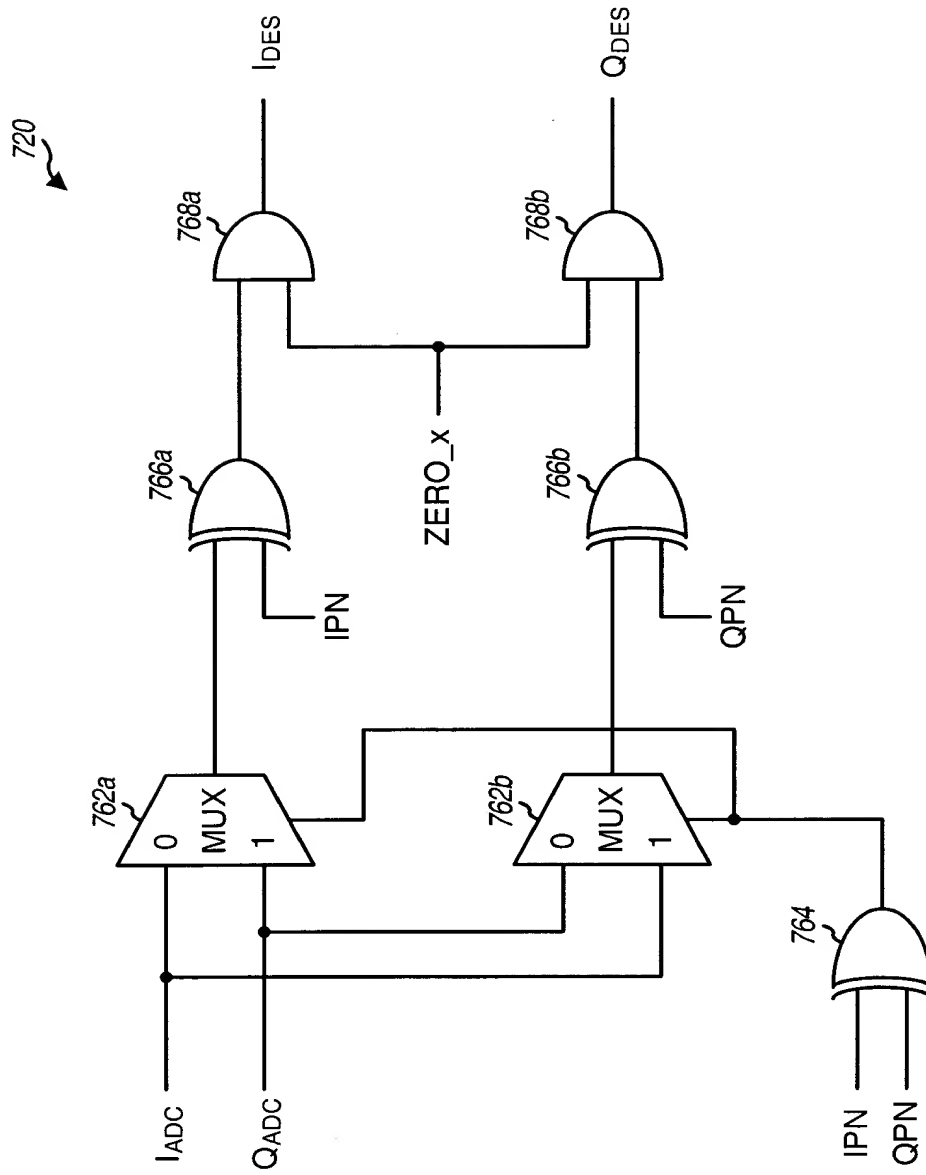 720
IADC
QADC
762a
0
MUX
1
766a
IPN
768a
IDES
ZERO_x
762b
0
MUX
1
766b
QPN
768b
QDES
764
IPN
QPN